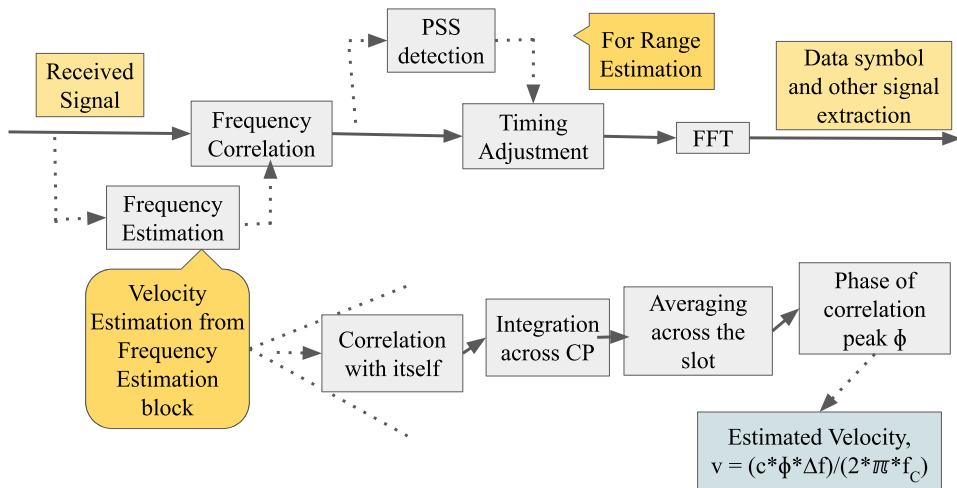 PSS
detection
For Range
Estimation
Received
Signal
Data symbol
and other signal
extraction
Frequency
Correlation
Timing
Adjustment
FFT
Frequency
Estimation
Velocity
Estimation from
Frequency
Estimation
block
Correlation
with itself
Integration
across CP
Averaging
across the
slot
Phase of
correlation
peak ϕ
Estimated Velocity,
v = (c*ϕ*Δf)/(2*π*f_C)